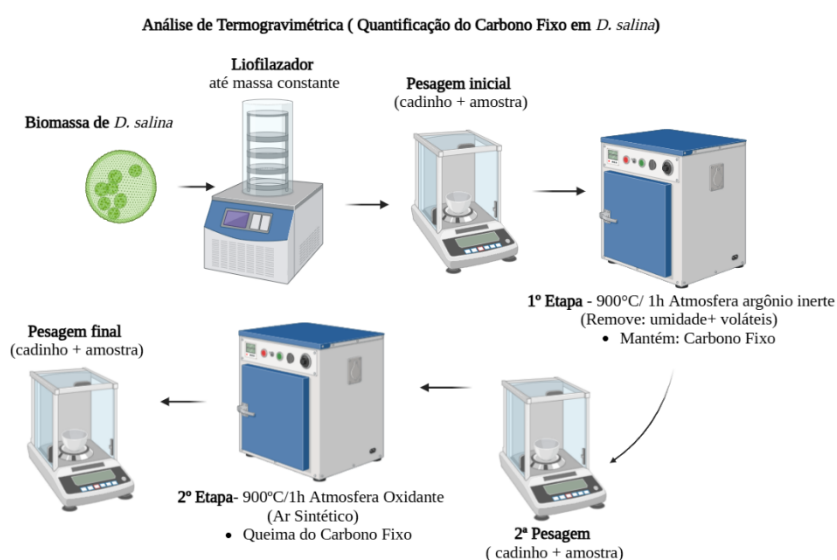 Análise de Termogravimétrica ( Quantificação do Carbono Fixo em D. salina)
Liofilazador
até massa constante
Pesagem inicial
(cadinho + amostra)
Biomassa de D. salina
1º Etapa - 900°C/ 1h Atmosfera argônio inerte
(Remove: umidade+ voláteis)
• Mantém: Carbono Fixo
Pesagem final
(cadinho + amostra)
2º Etapa- 900ºC/1h Atmosfera Oxidante
(Ar Sintético)
• Queima do Carbono Fixo
2ª Pesagem
( cadinho + amostra)